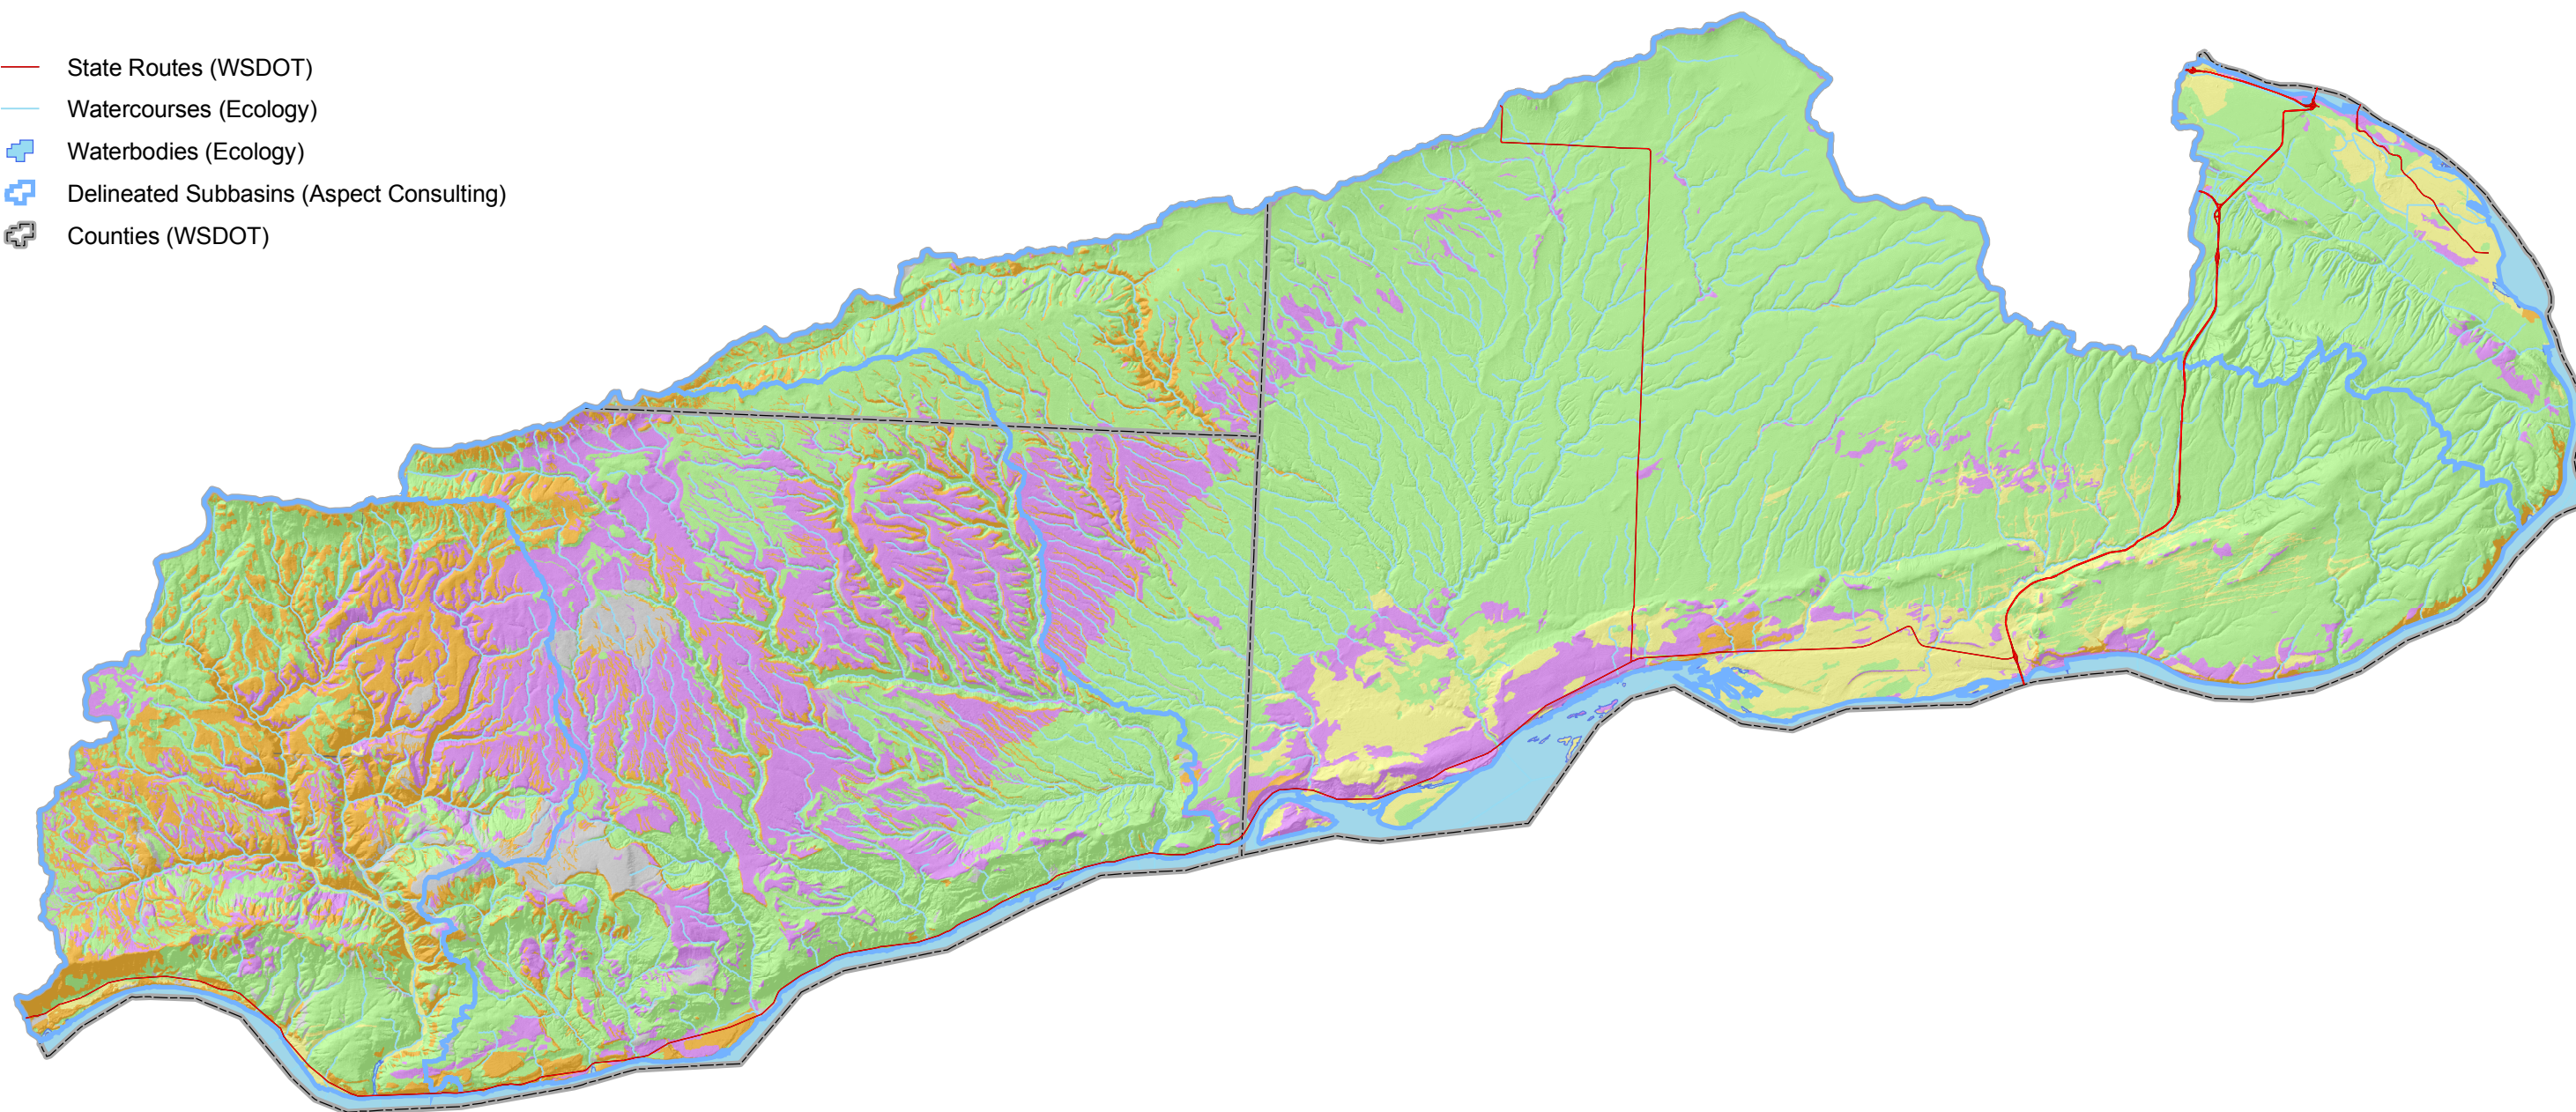 State Routes (WSDOT)
Watercourses (Ecology)
Waterbodies (Ecology)
Delineated Subbasins (Aspect Consulting)
Counties (WSDOT)